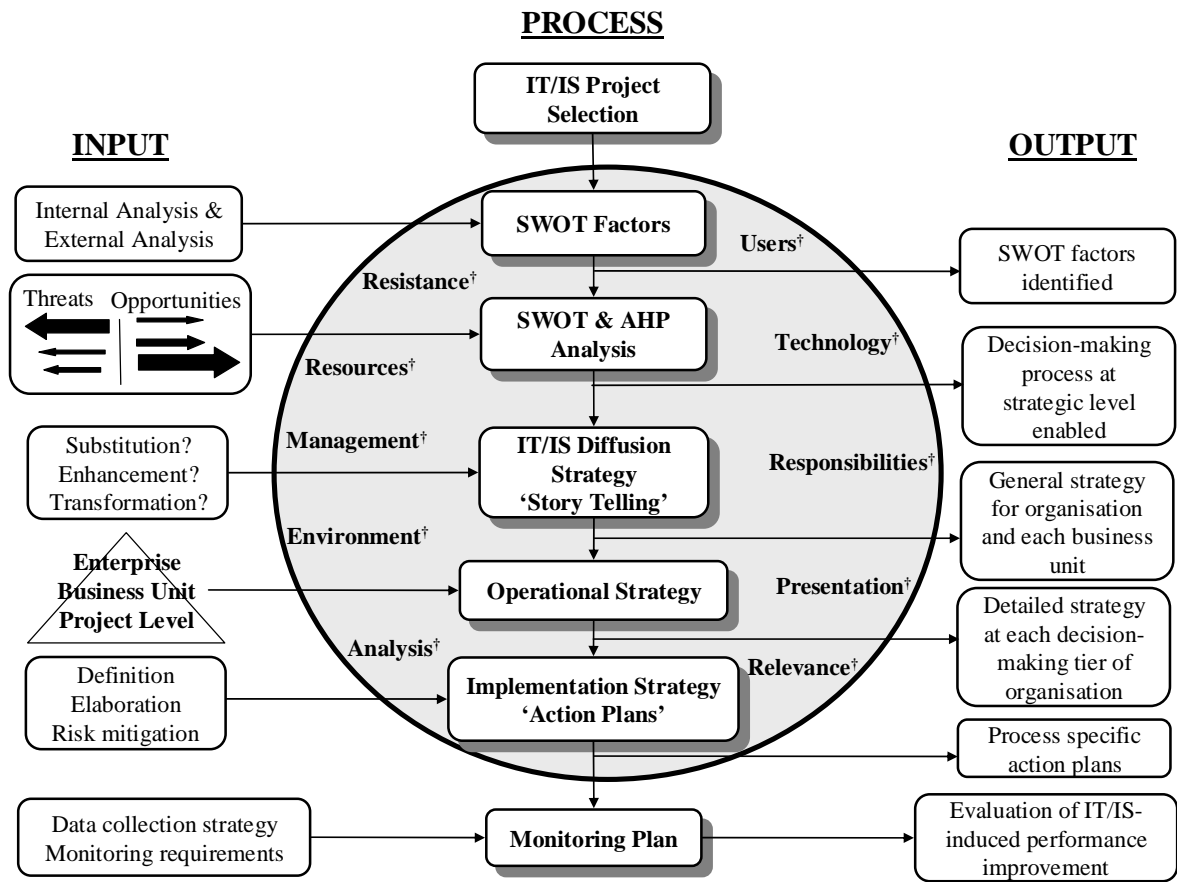 PROCESS
IT/IS Project
Selection
INPUT
OUTPUT
Internal Analysis &
External Analysis
SWOT Factors
Users†
SWOT factors
identified
Resistance†
Threats
Opportunities
SWOT & AHP
Analysis
Technology†
Decision-making
process at
strategic level
enabled
Resources†
Management†
Substitution?
Enhancement?
Transformation?
IT/IS Diffusion
Strategy
‘Story Telling’
Responsibilities†
General strategy
for organisation
and each business
unit
Environment†
Enterprise
Business Unit
Project Level
Operational Strategy
Presentation†
Detailed strategy
at each decision-
making tier of
organisation
Analysis†
Relevance†
Definition
Elaboration
Risk mitigation
Implementation Strategy
‘Action Plans’
Process specific
action plans
Data collection strategy
Monitoring requirements
Monitoring Plan
Evaluation of IT/IS-
induced performance
improvement